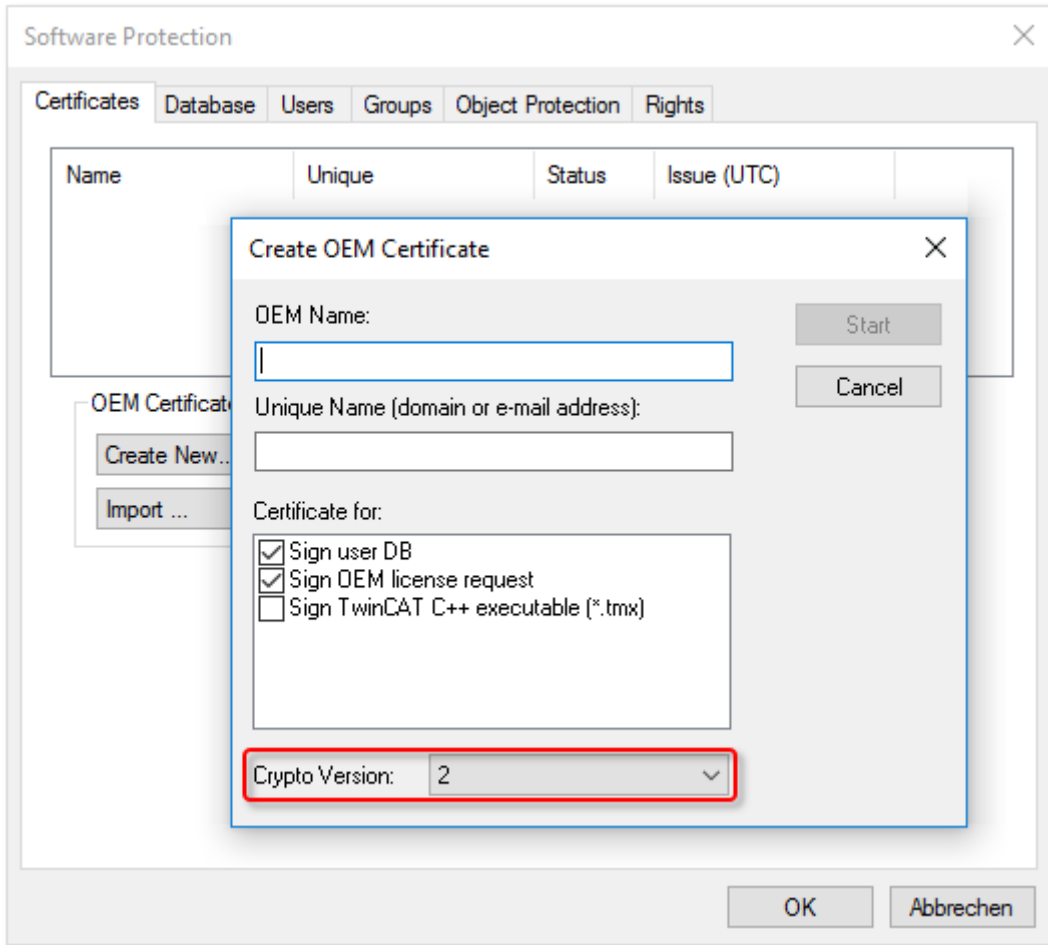 Software Protection
Certificates Database Users Groups Object Protection Rights
Name Unique Status Issue (UTC)
Create OEM Certificate
OEM Name:
Start
Cancel
OEM Certificat
Unique Name (domain or e-mail address):
Create New..
Import ...
Certificate for:
Sign user DB
Sign OEM license request
Sign TwinCAT C++ executable (*.tmx)
Crypto Version: 2
OK Abbrechen